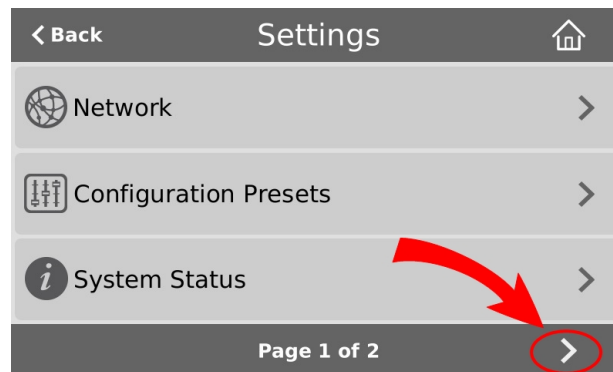 Back Settings
Network
Configuration Presets
System Status
Page 1 of 2